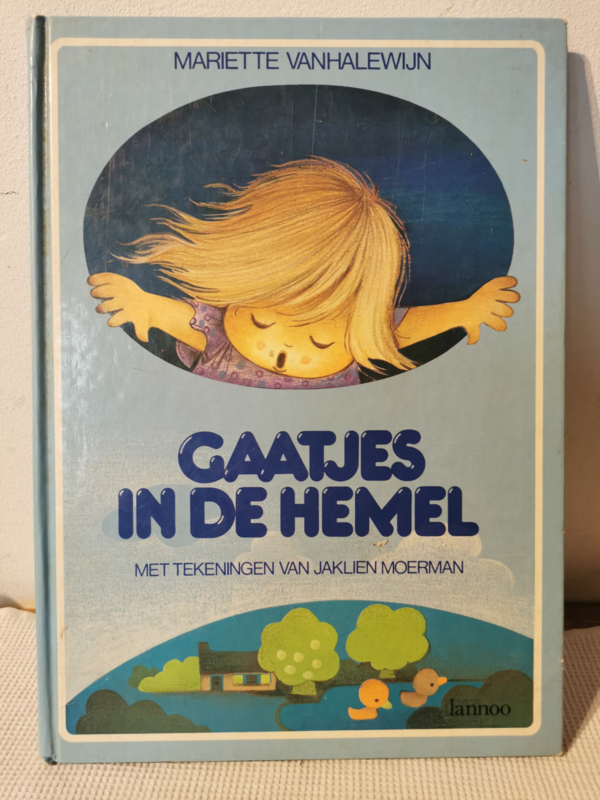 MARIETTE VANHALEWIJN
GAATJES
IN DE HEMEL
MET TEKENINGEN VAN JAKLIEN MOERMAN
lannoo